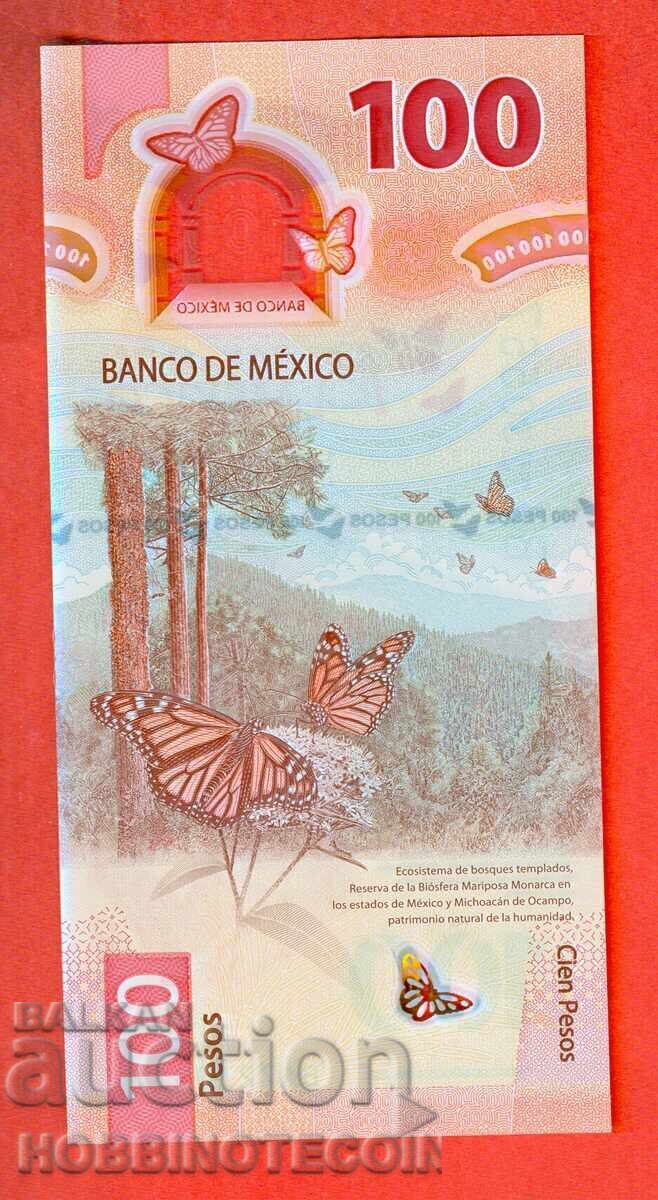 100
100
100 100 100
BANCO DE MÉXICO
BANCO DE MÉXICO
100 PESOS
100 PESOS
100 PESOS
Ecosistema de bosques templados,
Reserva de la Biósfera Mariposa Monarca en
los estados de México y Michoacán de Ocampo,
patrimonio natural de la humanidad.
Cien Pesos
100
Pesos
BALKAN
auction
HOBBINOTECOIN